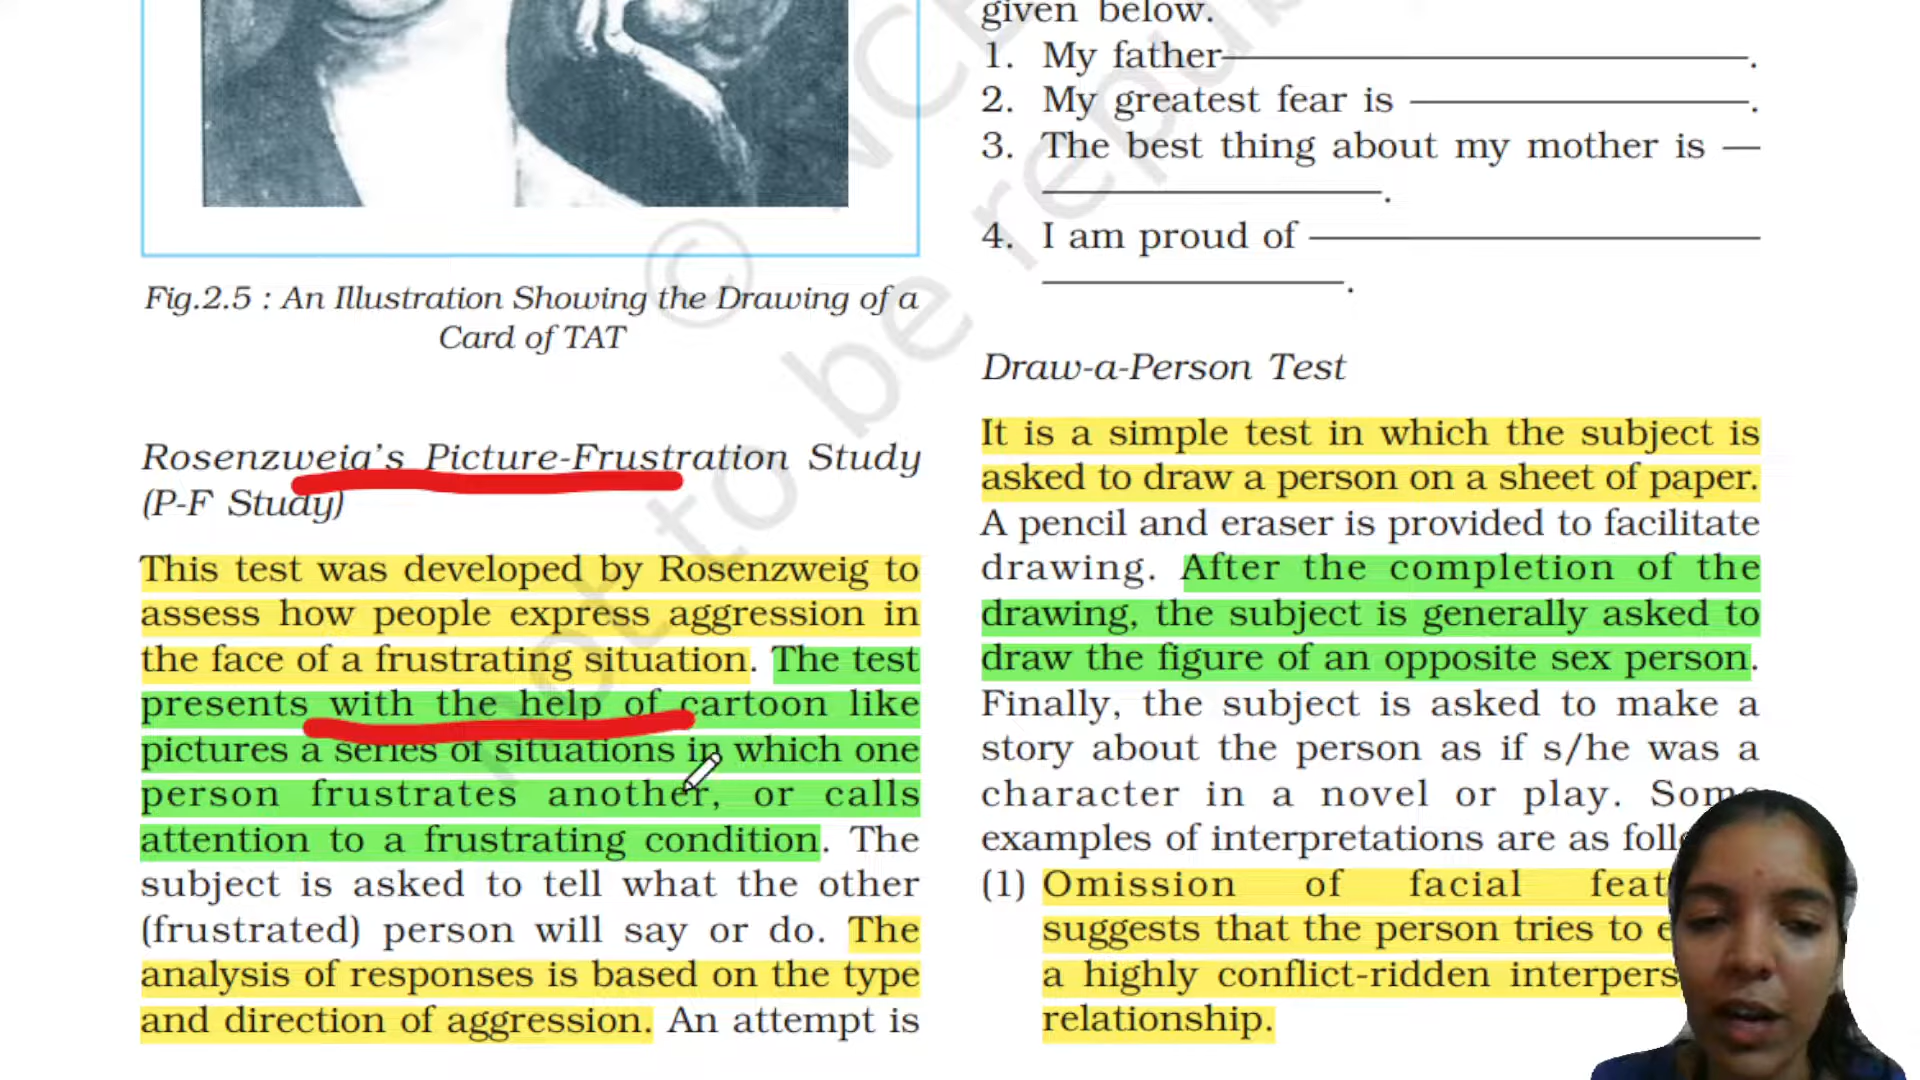 Fig.2.5 : An Illustration Showing the Drawing of a
Card of TAT
Rosenzweig's Picture-Frustration Study
(P-F Study)
This test was developed by Rosenzweig to
assess how people express aggression in
the face of a frustrating situation. The test
presents with the help of cartoon like
pictures a series of situations in which one
person frustrates another, or calls
attention to a frustrating condition. The
subject is asked to tell what the other
(frustrated) person will say or do. The
analysis of responses is based on the type
and direction of aggression. An attempt is
given below.
1. My father
2. My greatest fear is
3. The best thing about my mother is
4. I am proud of
Draw-a-Person Test
It is a simple test in which the subject is
asked to draw a person on a sheet of paper.
A pencil and eraser is provided to facilitate
drawing. After the completion of the
drawing, the subject is generally asked to
draw the figure of an opposite sex person.
Finally, the subject is asked to make a
story about the person as if s/he was a
character in a novel or play. Some
examples of interpretations are as
(1) Omission of facial
suggests that the person tries to
a highly conflict-ridden
relationship.
©
not to be